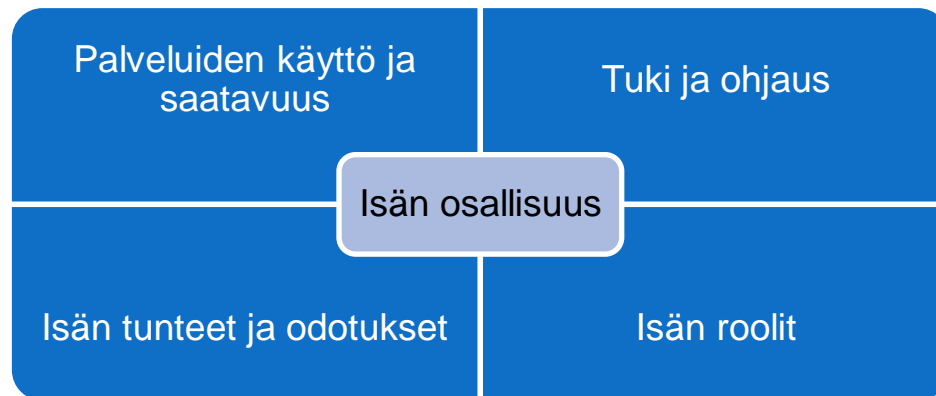 Palveluiden käyttö ja
saatavuus
Tuki ja ohjaus
Isän osallisuus
Isän tunteet ja odotukset
Isän roolit